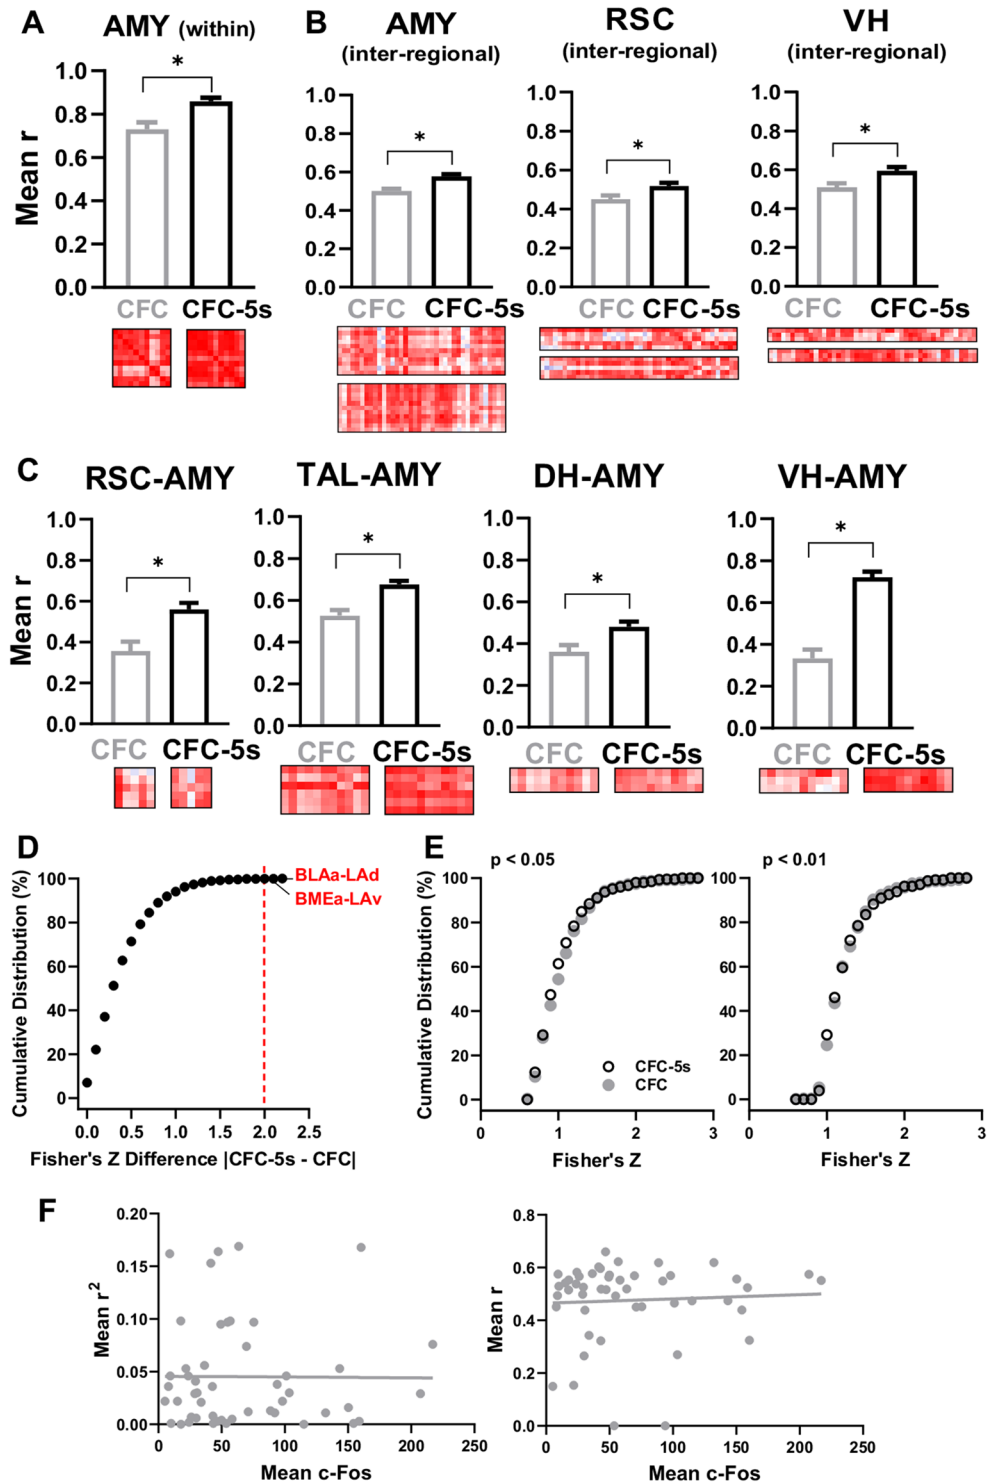 A
AMY (within)
B
AMY
(inter-regional)
RSC
(inter-regional)
VH
(inter-regional)
Mean r
1.0
0.8
0.6
0.4
0.2
0.0
*
CFC
CFC-5s
1.0
0.8
0.6
0.4
0.2
0.0
*
CFC
CFC-5s
1.0
0.8
0.6
0.4
0.2
0.0
*
CFC
CFC-5s
1.0
0.8
0.6
0.4
0.2
0.0
*
CFC
CFC-5s
C
RSC-AMY
TAL-AMY
DH-AMY
VH-AMY
Mean r
1.0
0.8
0.6
0.4
0.2
0.0
*
CFC
CFC-5s
1.0
0.8
0.6
0.4
0.2
0.0
*
CFC
CFC-5s
1.0
0.8
0.6
0.4
0.2
0.0
*
CFC
CFC-5s
1.0
0.8
0.6
0.4
0.2
0.0
*
CFC
CFC-5s
D
Cumulative Distribution (%)
100
80
60
40
20
0
BLAa-LAd
BMEa-LAv
0.0 0.5 1.0 1.5 2.0 2.5
Fisher's Z Difference |CFC-5s - CFC|
E
p < 0.05
Cumulative Distribution (%)
100
80
60
40
20
0
CFC-5s
CFC
0 1 2 3
Fisher's Z
p < 0.01
100
80
60
40
20
0
0 1 2 3
Fisher's Z
F
Mean r2
0.20
0.15
0.10
0.05
0.00
0 50 100 150 200 250
Mean c-Fos
Mean r
0.8
0.6
0.4
0.2
0.0
0 50 100 150 200 250
Mean c-Fos